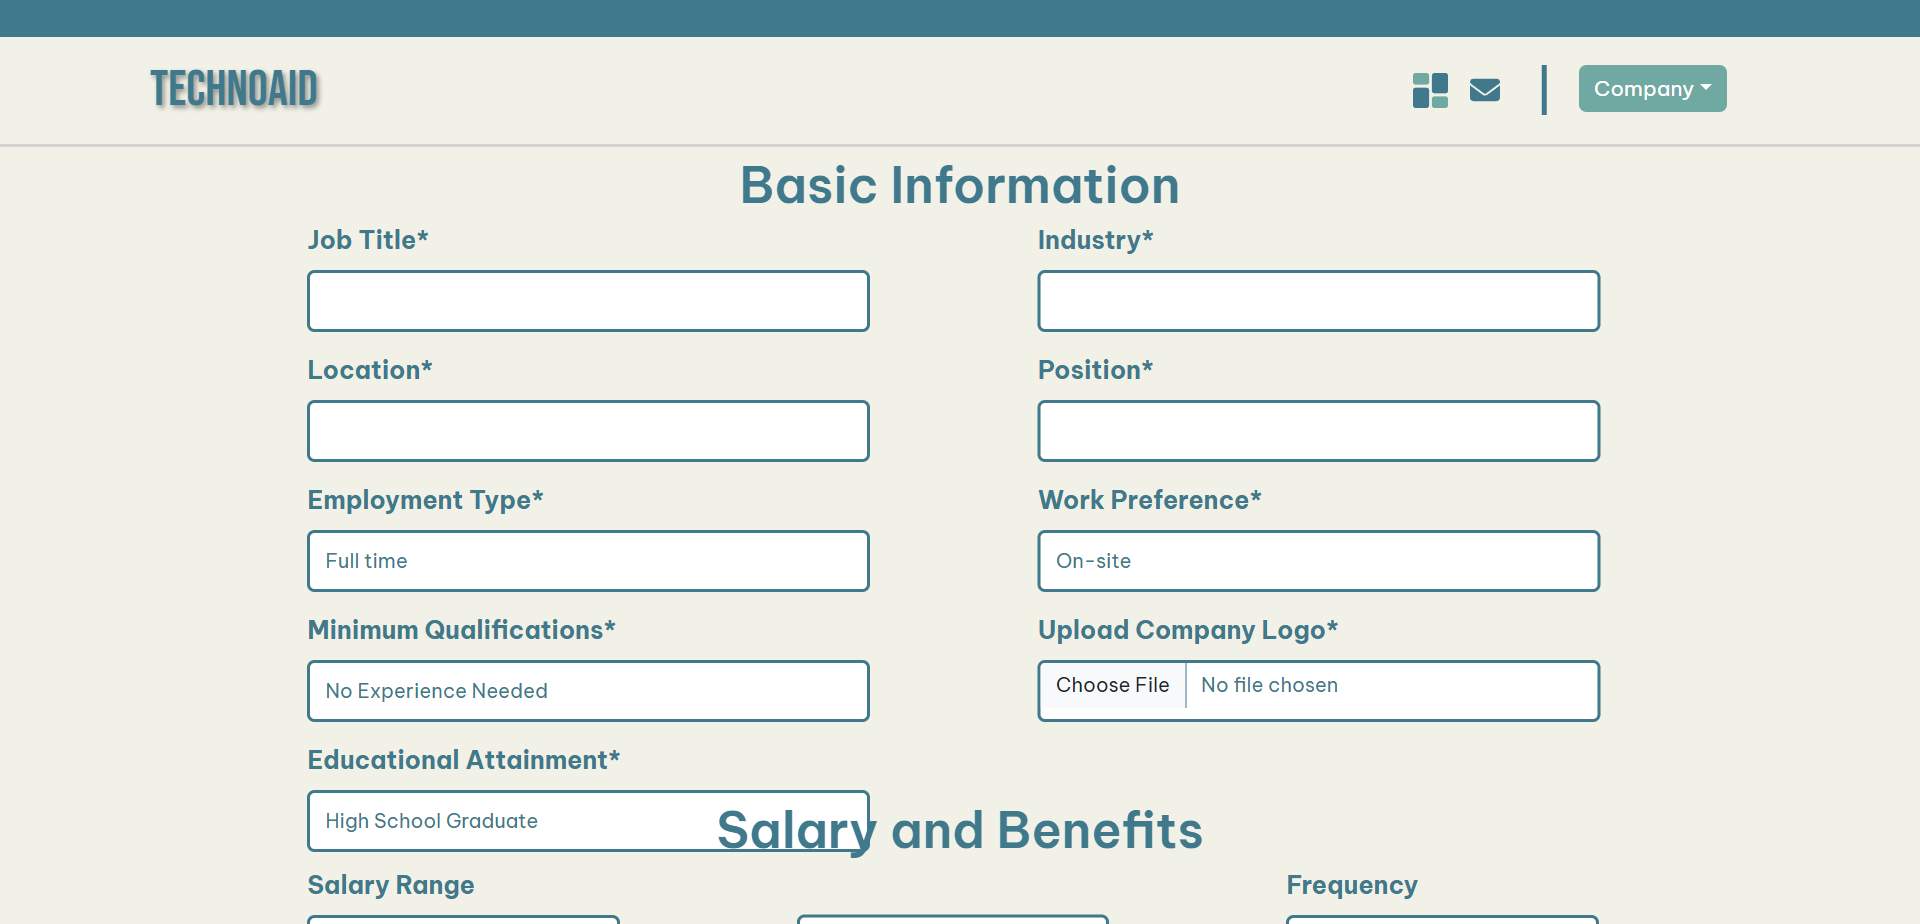 TECHNOAID
Company
Basic Information
Job Title*
Industry*
Location*
Position*
Employment Type*
Work Preference*
Full time
On-site
Minimum Qualifications*
Upload Company Logo*
No Experience Needed
Choose File No file chosen
Educational Attainment*
High School Graduate
Salary and Benefits
Salary Range
Frequency